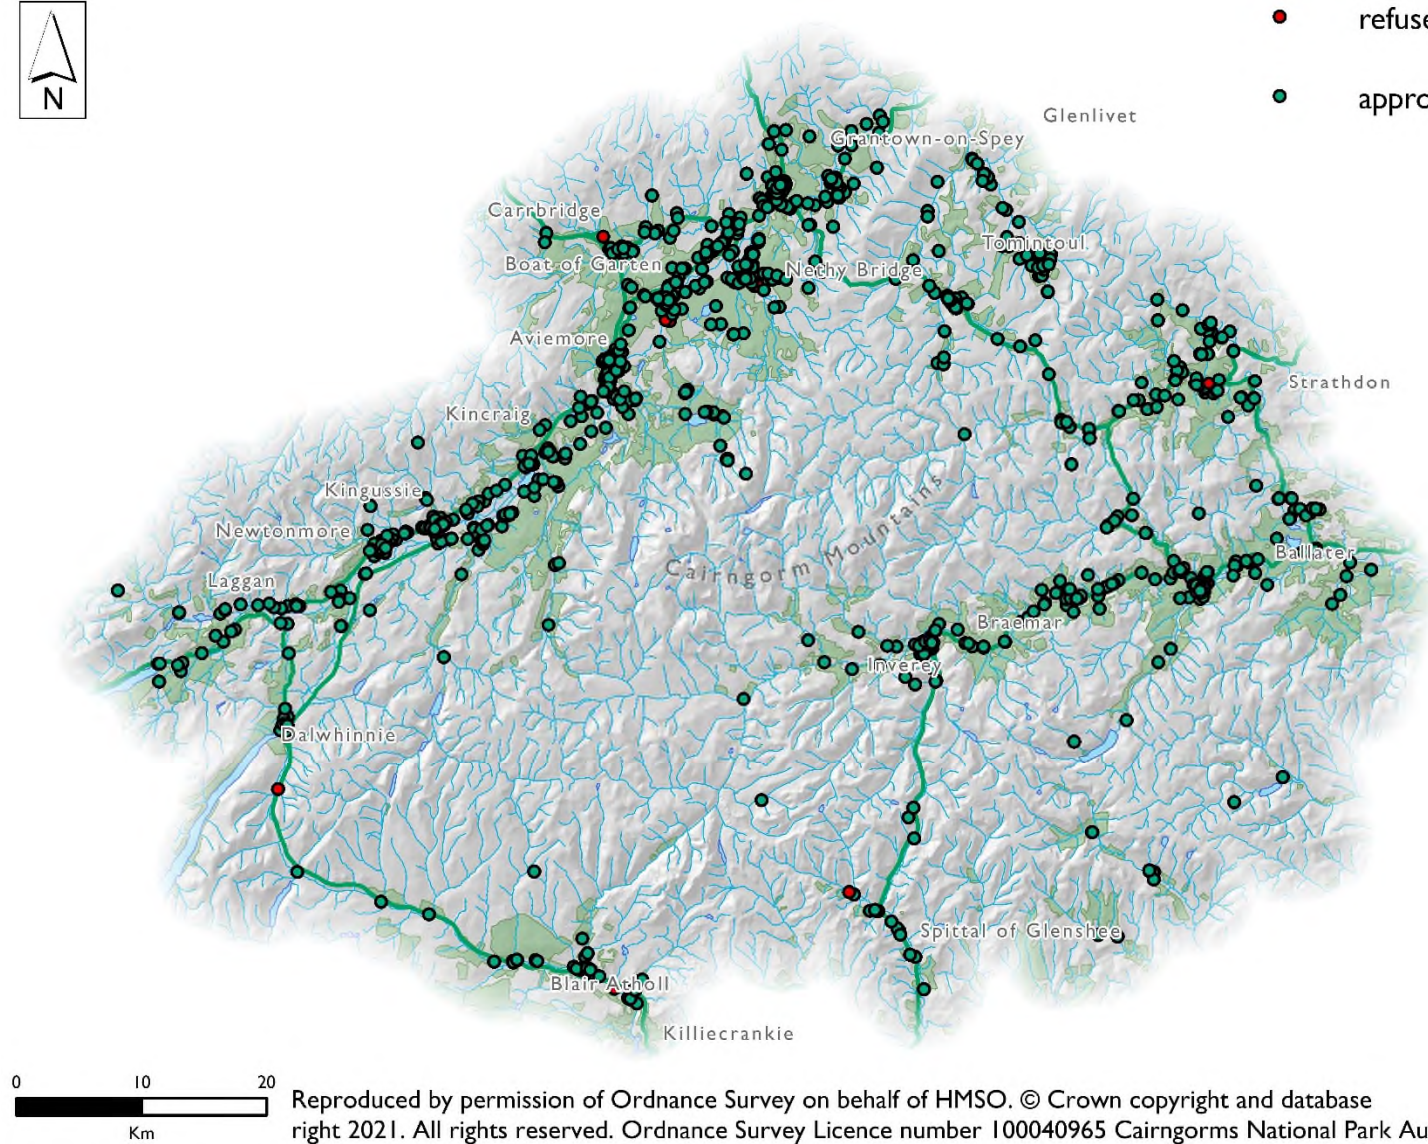 N
refuse
appro
Glenlivet
Grantown-on-Spey
Carrbridge
Tomintoul
Boat of Garten
Nethy Bridge
Aviemore
Strathdon
Kincraig
Kingussie
Newtonmore
Cairngorm Mountains
Ballater
Laggan
Braemar
Inverey
Dalwhinnie
Spittal of Glenshee
Blair Atholl
Killiecrankie
0 10 20
Km
Reproduced by permission of Ordnance Survey on behalf of HMSO. © Crown copyright and database
right 2021. All rights reserved. Ordnance Survey Licence number 100040965 Cairngorms National Park Au